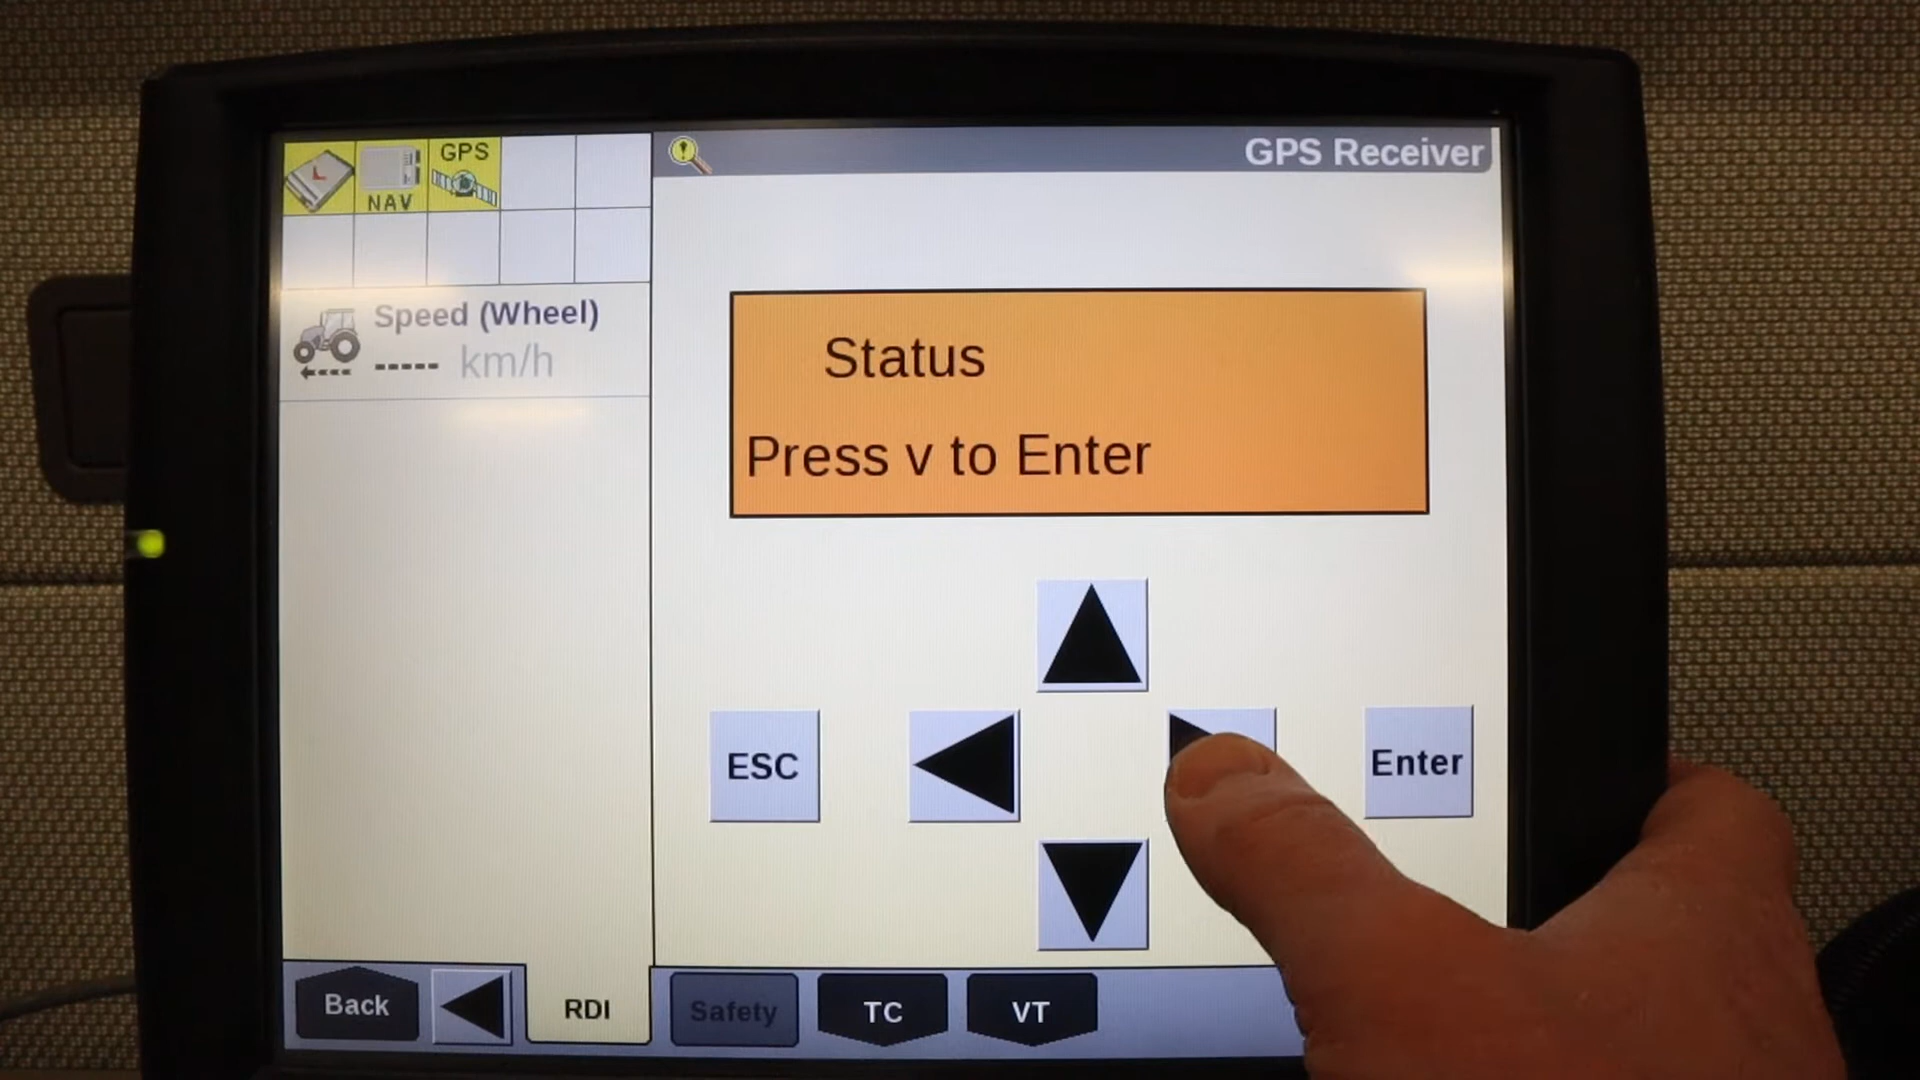 GPS
NAV
GPS Receiver
Speed (Wheel)
----- km/h
Status
Press v to Enter
ESC
Enter
Back
RDI
Safety
TC
VT